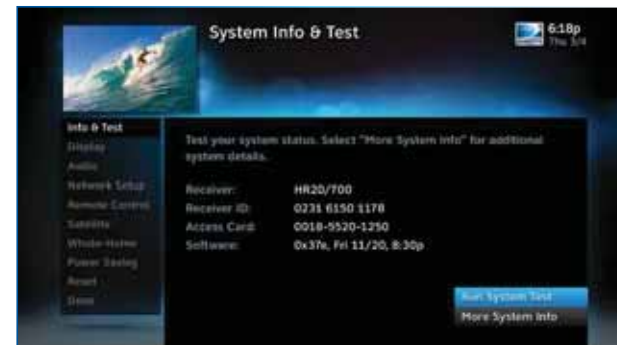 System Info & Test
6:18p
Thu 3/4
Info & Test
Display
Audio
Network Setup
Remote Control
Satellite
Whole-Home
Power Saving
Reset
Done
Test your system status. Select "More System Info" for additional
system details.
Receiver: HR20/700
Receiver ID: 0231 6150 1178
Access Card: 0018-5520-1250
Software: 0x37e, Fri 11/20, 8:30p
Run System Test
More System Info